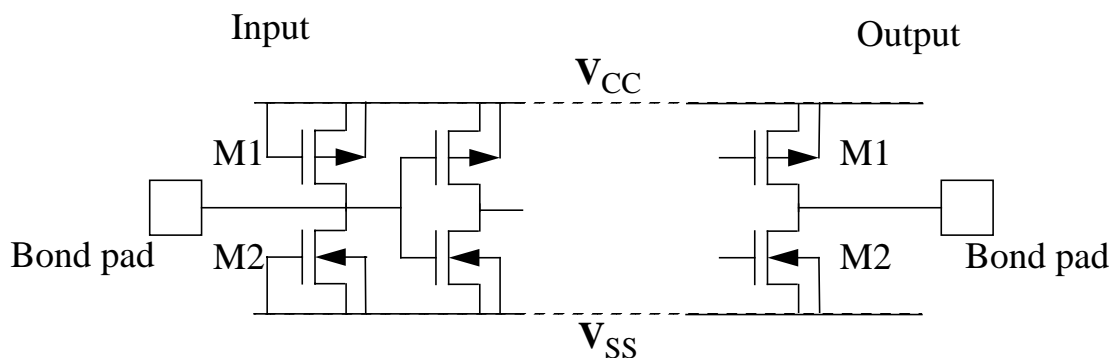 Input
Output
V_CC
M1
M1
Bond pad
M2
M2
Bond pad
V_SS